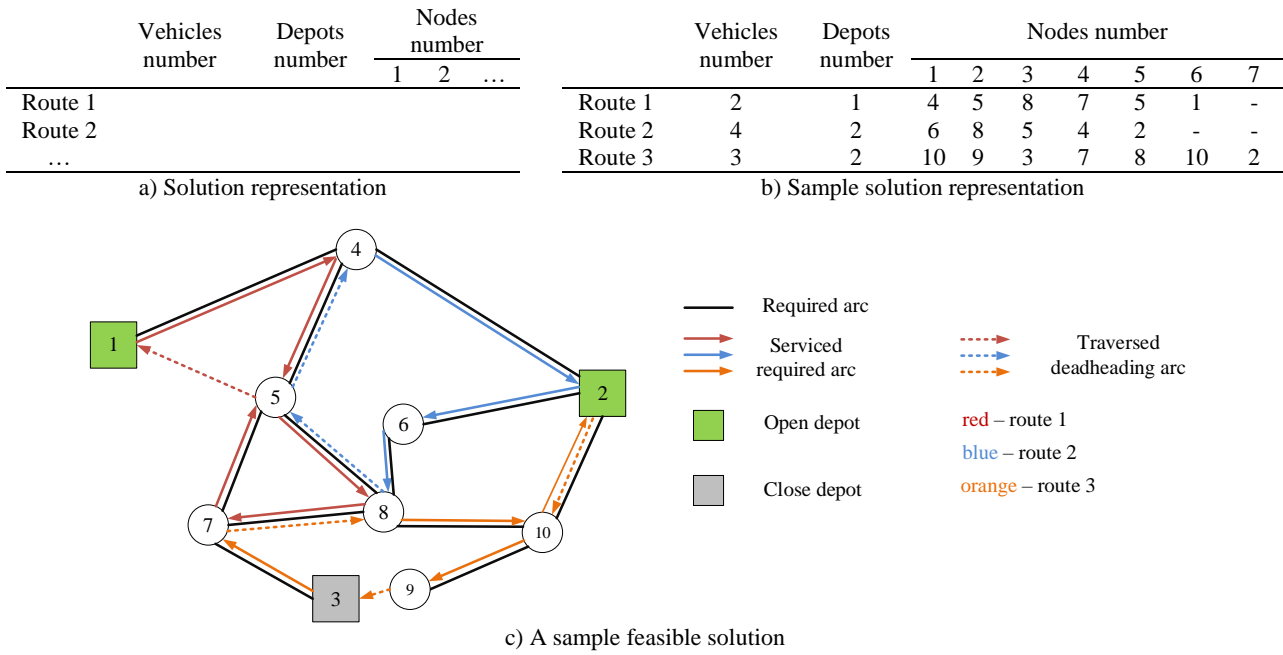 Vehicles number Depots number Nodes number
1 2 …
Route 1
Route 2
…
a) Solution representation
Vehicles number Depots number Nodes number
1 2 3 4 5 6 7
Route 1 2 1 4 5 8 7 5 1 -
Route 2 4 2 6 8 5 4 2 - -
Route 3 3 2 10 9 3 7 8 10 2
b) Sample solution representation
4
1
5
2
6
8
7
10
9
3
Required arc
Serviced required arc
Traversed deadheading arc
Open depot
Close depot
red – route 1
blue – route 2
orange – route 3
c) A sample feasible solution